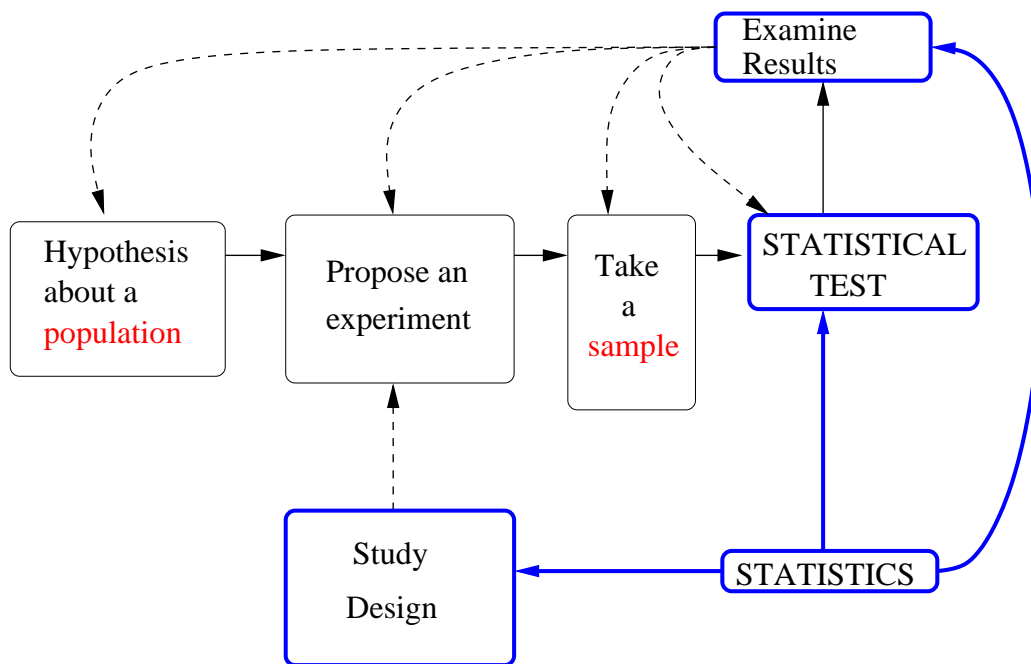 Examine
Results
Hypothesis
about a
population
Propose an
experiment
Take
a
sample
STATISTICAL
TEST
Study
Design
STATISTICS